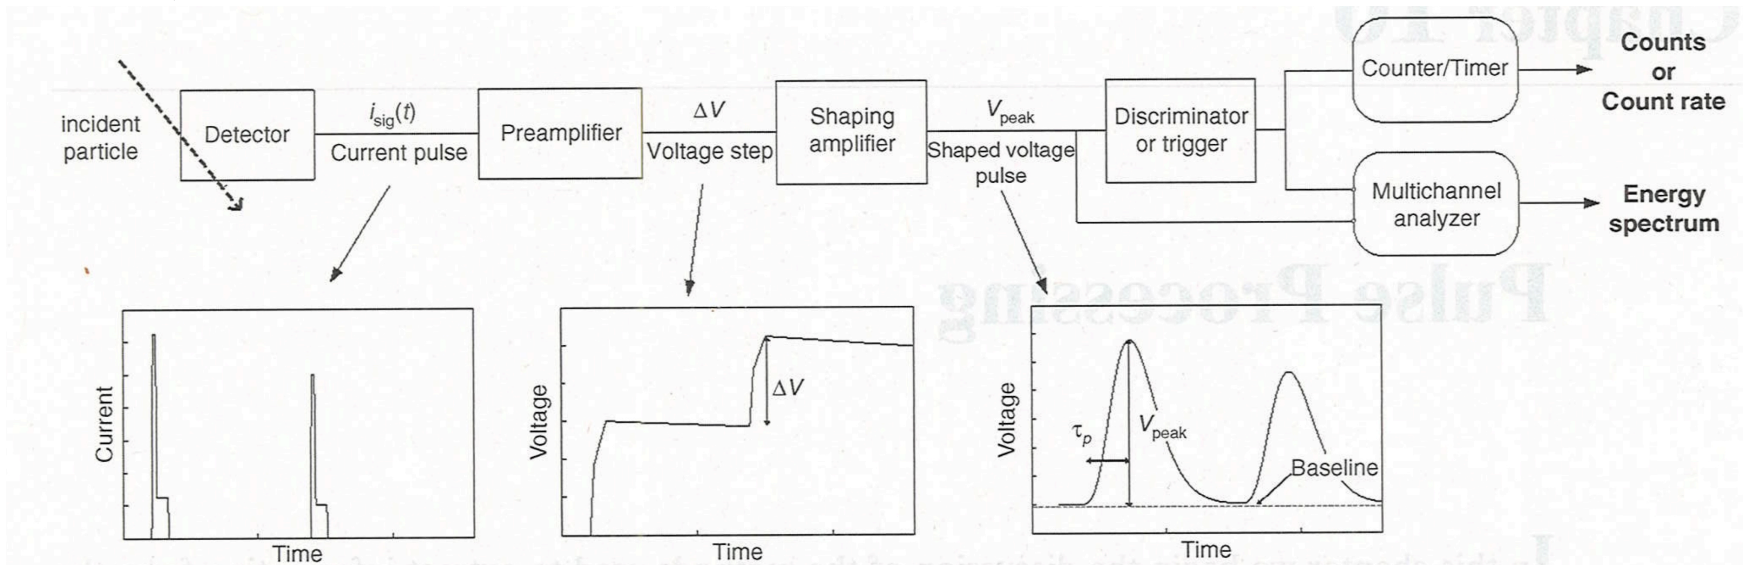 Chapter 10
Counts
or
Count rate
Counter/Timer
incident
particle
Detector
i_sig(t)
Current pulse
Preamplifier
ΔV
Voltage step
Shaping
amplifier
V_peak
Shaped voltage
pulse
Discriminator
or trigger
Multichannel
analyzer
Energy
spectrum
Pulse Processing
Current
Time
Voltage
ΔV
Time
Voltage
τ_p
V_peak
Baseline
Time